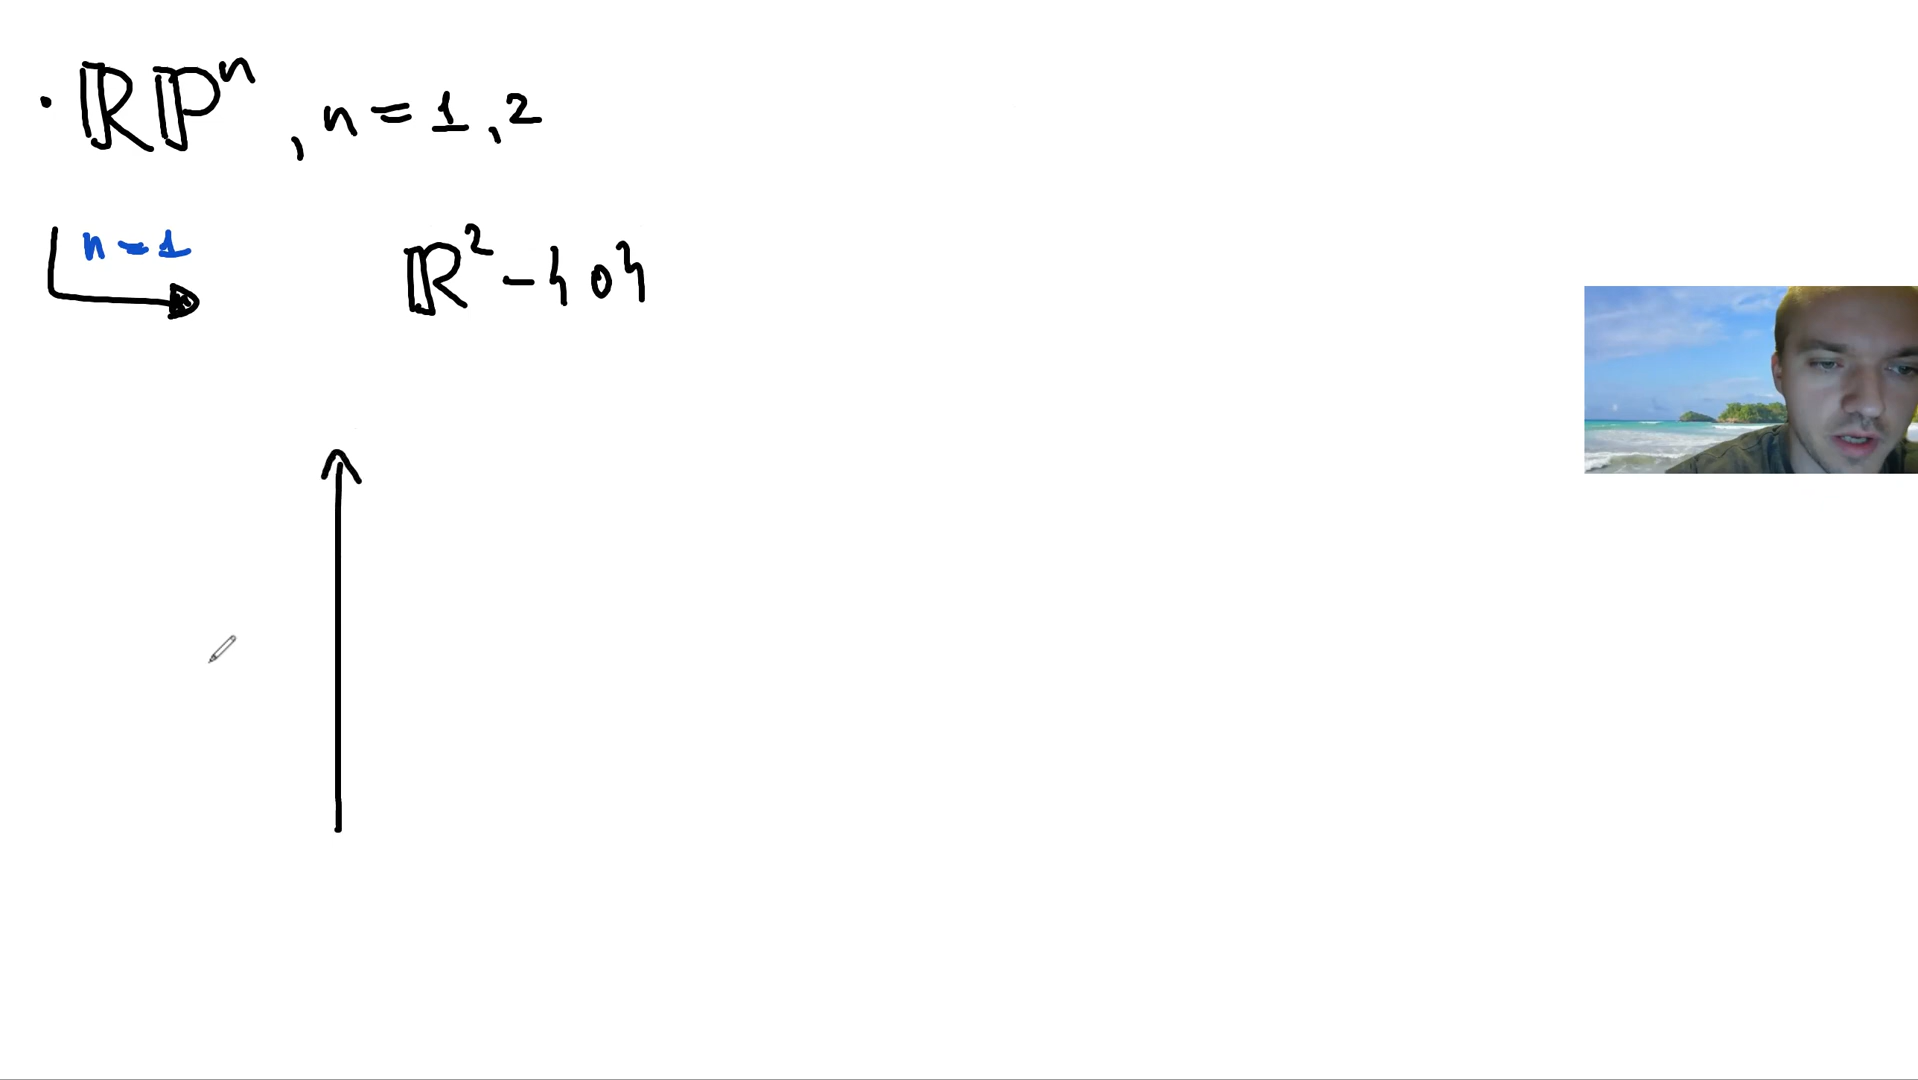 · ℝℙⁿ , n = 1, 2
n = 1
ℝ² - {0}